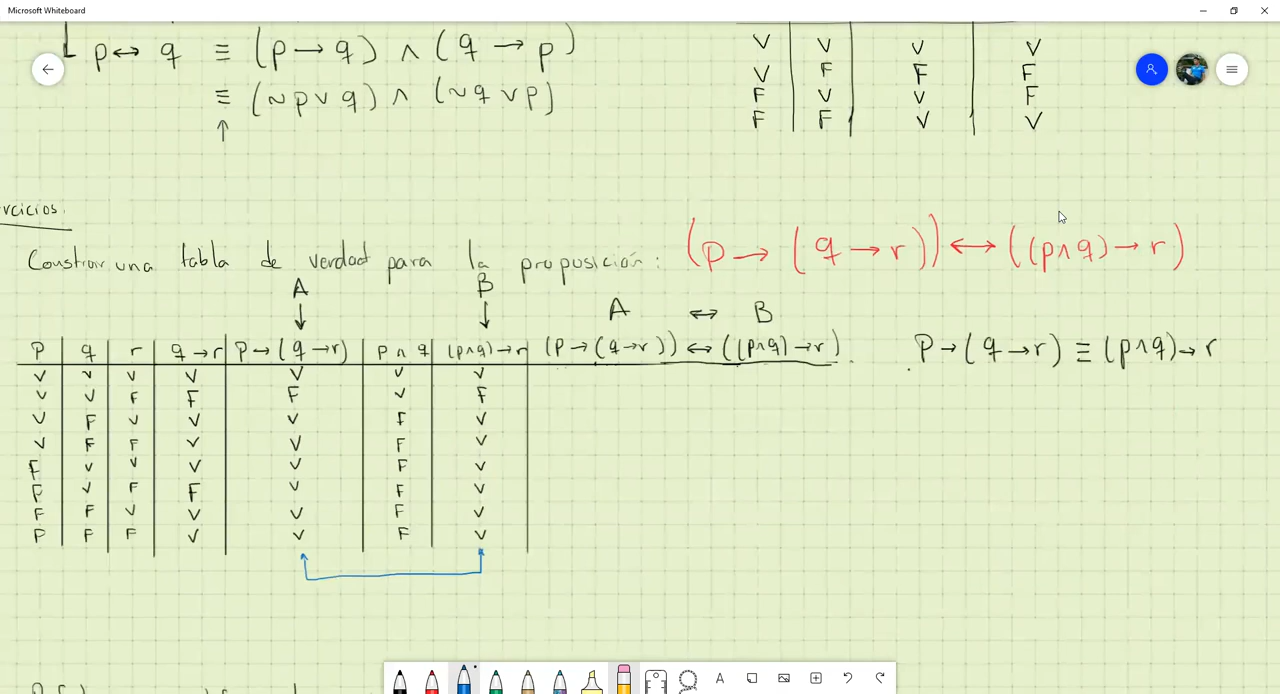 Microsoft Whiteboard
p ↔ q ≡ (p → q) ∧ (q → p)
≡ (~p ∨ q) ∧ (~q ∨ p)
↑
V V V V
V F F F
F V V F
F F V V
rcicios.
Construir una tabla de verdad para la proposición: (p → (q → r)) ↔ ((p ∧ q) → r)
A B
↓ ↓
A ↔ B
p q r q → r p → (q → r) p ∧ q (p∧q) → r (p → (q → r)) ↔ ((p∧q) → r). p → (q → r) ≡ (p ∧ q) → r
V V V V V V V
V V F F F V F
V F V V V F V
V F F V V F V
F V V V V F V
F V F F V F V
F F V V V F V
F F F V V F V